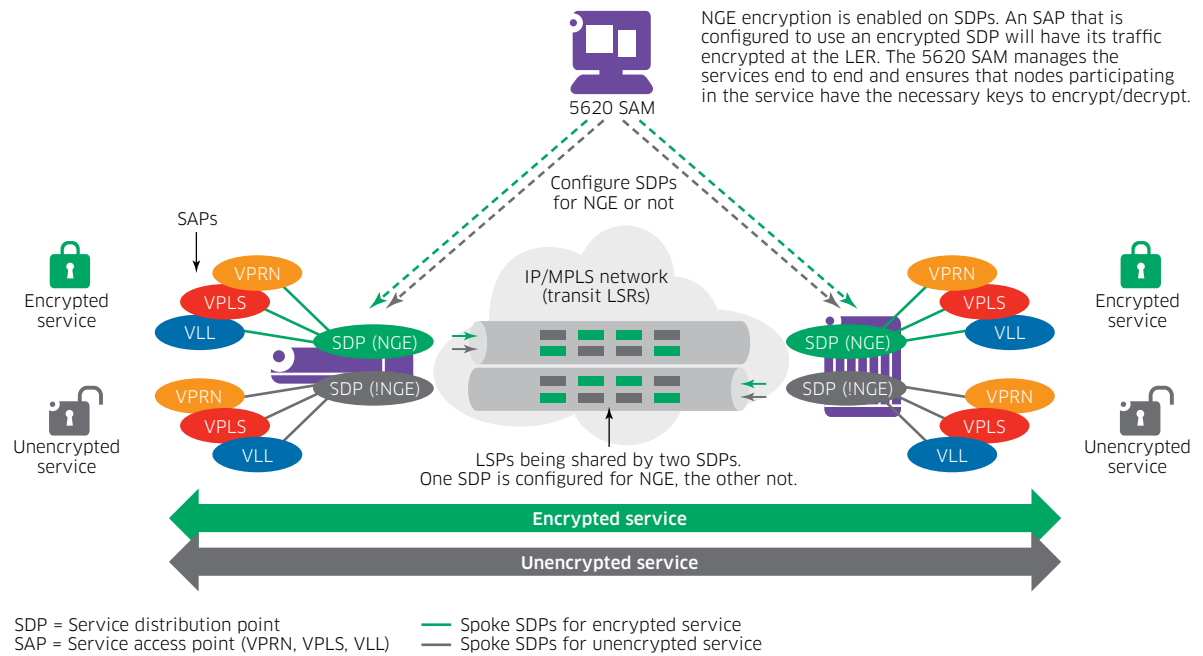 NGE encryption is enabled on SDPs. An SAP that is
configured to use an encrypted SDP will have its traffic
encrypted at the LER. The 5620 SAM manages the
services end to end and ensures that nodes participating
in the service have the necessary keys to encrypt/decrypt.
5620 SAM
Configure SDPs
for NGE or not
SAPs
Encrypted
service
VPRN
VPLS
VLL
SDP (NGE)
IP/MPLS network
(transit LSRs)
SDP (NGE)
VPRN
VPLS
VLL
Encrypted
service
Unencrypted
service
VPRN
VPLS
VLL
SDP (!NGE)
SDP (!NGE)
VPRN
VPLS
VLL
Unencrypted
service
LSPs being shared by two SDPs.
One SDP is configured for NGE, the other not.
Encrypted service
Unencrypted service
SDP = Service distribution point
SAP = Service access point (VPRN, VPLS, VLL)
Spoke SDPs for encrypted service
Spoke SDPs for unencrypted service